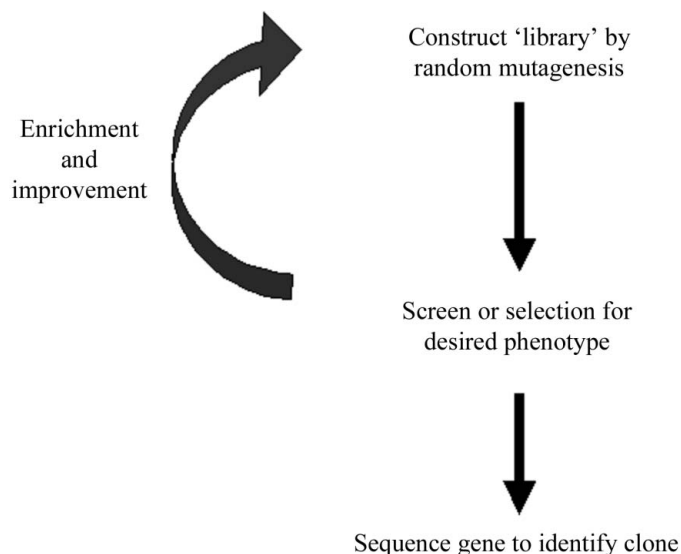 Construct ‘library’ by
random mutagenesis
Enrichment
and
improvement
Screen or selection for
desired phenotype
Sequence gene to identify clone